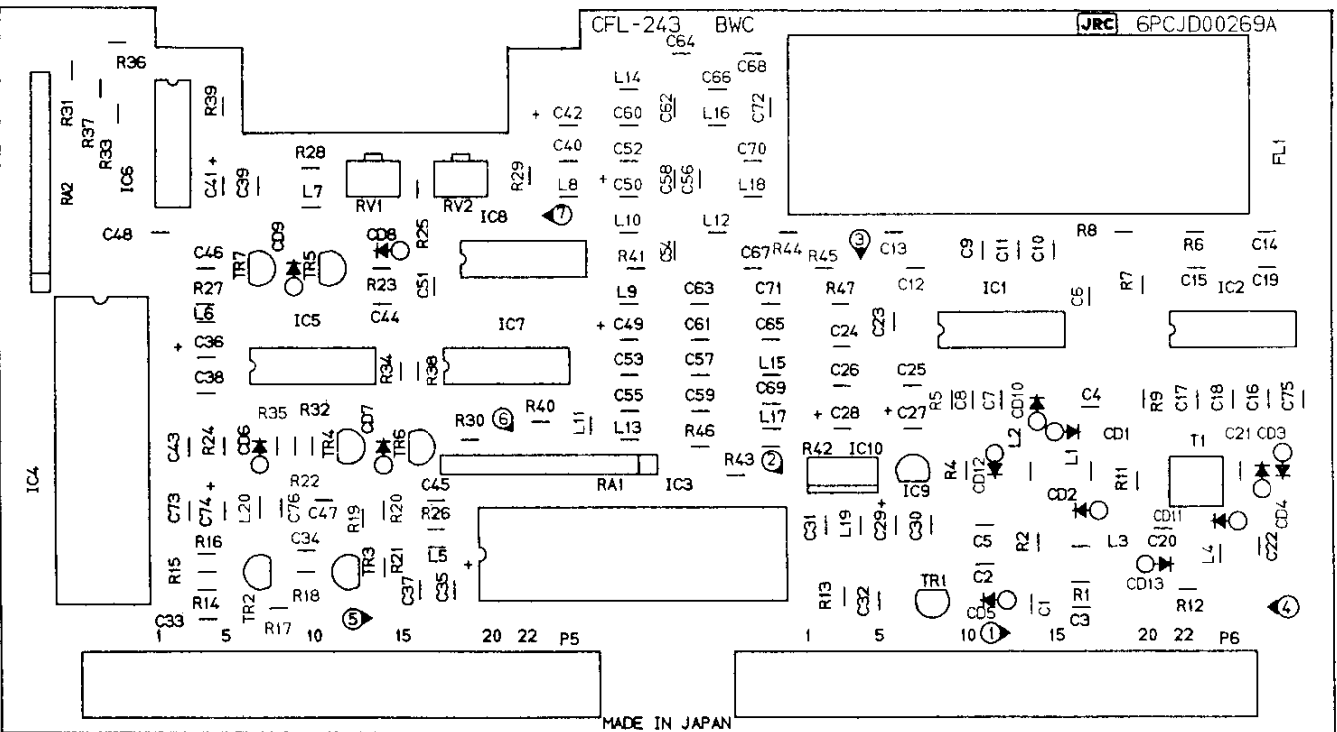 CFL-243 BWC JRC 6PCJD00269A
C64
R36 L14 C66 C68
R31 R37 R33 R39 C42 C60 C62 L16 C72
IC6 R28 C40 C52 C70 FL1
RA2 C41 C39 L7 RV1 RV2 R29 L8 C50 C58 C56 L18
IC8 7
C48 CD9 CD8 R25 L10 C54 L12 R44 3 C13 C9 C11 C10 R8 R6 C14
C46 TR7 TR5 R41 C67 R45
R27 R23 C51 C12 C6 R7 C15 C19
L6 C44 L9 C63 C71 R47 IC1 IC2
IC5 IC7 C49 C61 C65 C24 C23
C36 R34 R38 C53 C57 L15 C26 C25
C38 C55 C59 C69 R5 C8 C7 CD10 C4 R9 C17 C18 C16 C75
R35 R32 CD7 R30 6 R40 L11 L13 L17 C28 C27
C43 R24 CD6 TR4 TR6 R46 R42 IC10 L2 CD1 T1 C21 CD3
IC4 R22 RA1 IC3 R43 2 IC9 R4 CD12 L1 R11
C73 C74 L20 C76 C47 R19 R20 C45 CD2 CD11 CD4
R16 C34 R26 C31 L19 C29 C30 C5 R2 L3 C20 L4 C22
R15 TR3 R21 L5 C2 CD13
R14 TR2 R18 C37 C35 R13 C32 TR1 CD5 C1 R1 R12
C33 R17 5 C3 4
1 5 10 15 20 22 P5 1 5 10 1 15 20 22 P6
MADE IN JAPAN